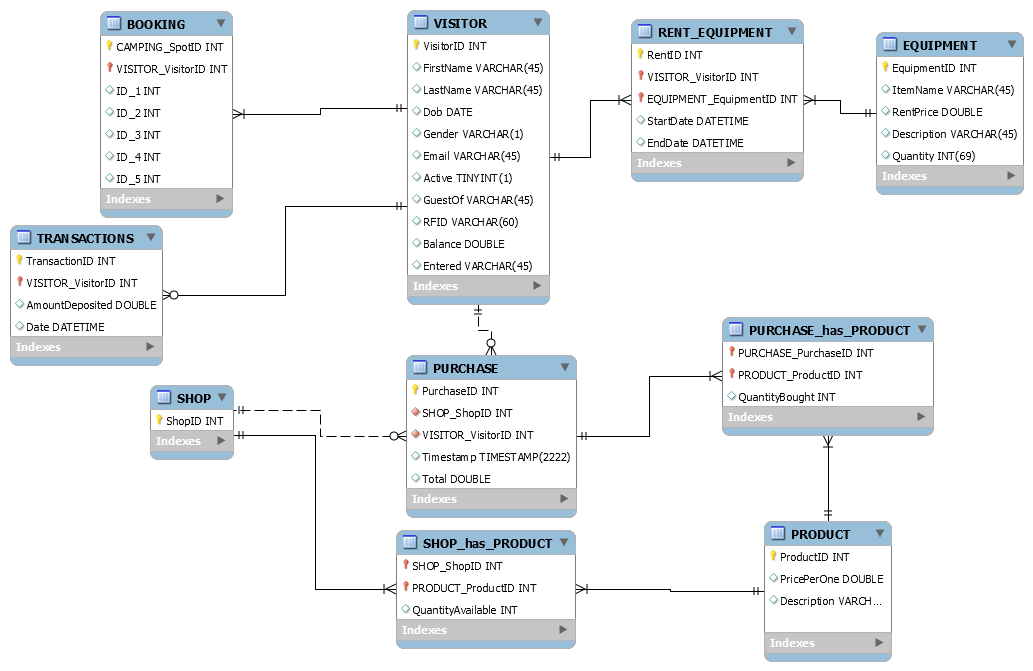 BOOKING
CAMPING_SpotID INT
VISITOR_VisitorID INT
ID_1 INT
ID_2 INT
ID_3 INT
ID_4 INT
ID_5 INT
Indexes
VISITOR
VisitorID INT
FirstName VARCHAR(45)
LastName VARCHAR(45)
Dob DATE
Gender VARCHAR(1)
Email VARCHAR(45)
Active TINYINT(1)
GuestOf VARCHAR(45)
RFID VARCHAR(60)
Balance DOUBLE
Entered VARCHAR(45)
Indexes
RENT_EQUIPMENT
RentID INT
VISITOR_VisitorID INT
EQUIPMENT_EquipmentID INT
StartDate DATETIME
EndDate DATETIME
Indexes
EQUIPMENT
EquipmentID INT
ItemName VARCHAR(45)
RentPrice DOUBLE
Description VARCHAR(45)
Quantity INT(69)
Indexes
TRANSACTIONS
TransactionID INT
VISITOR_VisitorID INT
AmountDeposited DOUBLE
Date DATETIME
Indexes
SHOP
ShopID INT
Indexes
PURCHASE
PurchaseID INT
SHOP_ShopID INT
VISITOR_VisitorID INT
Timestamp TIMESTAMP(2222)
Total DOUBLE
Indexes
PURCHASE_has_PRODUCT
PURCHASE_PurchaseID INT
PRODUCT_ProductID INT
QuantityBought INT
Indexes
SHOP_has_PRODUCT
SHOP_ShopID INT
PRODUCT_ProductID INT
QuantityAvailable INT
Indexes
PRODUCT
ProductID INT
PricePerOne DOUBLE
Description VARCH...
Indexes